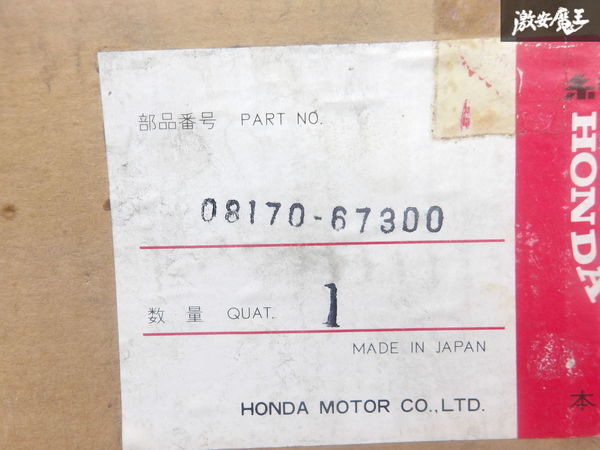 激安魔王
部品番号 PART NO.
08170-67300
数量 QUAT. 1
MADE IN JAPAN
HONDA MOTOR CO.,LTD.
HONDA
本